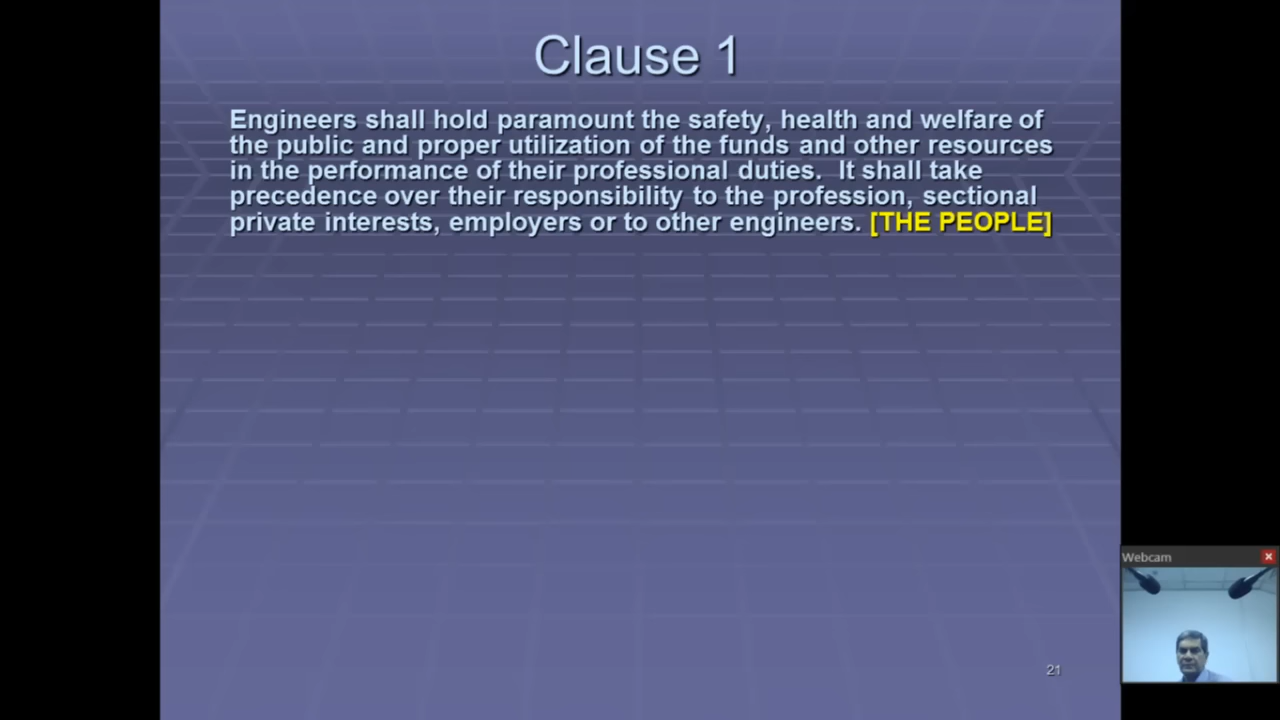 Clause 1
Engineers shall hold paramount the safety, health and welfare of
the public and proper utilization of the funds and other resources
in the performance of their professional duties.  It shall take
precedence over their responsibility to the profession, sectional
private interests, employers or to other engineers. [THE PEOPLE]
Webcam
21